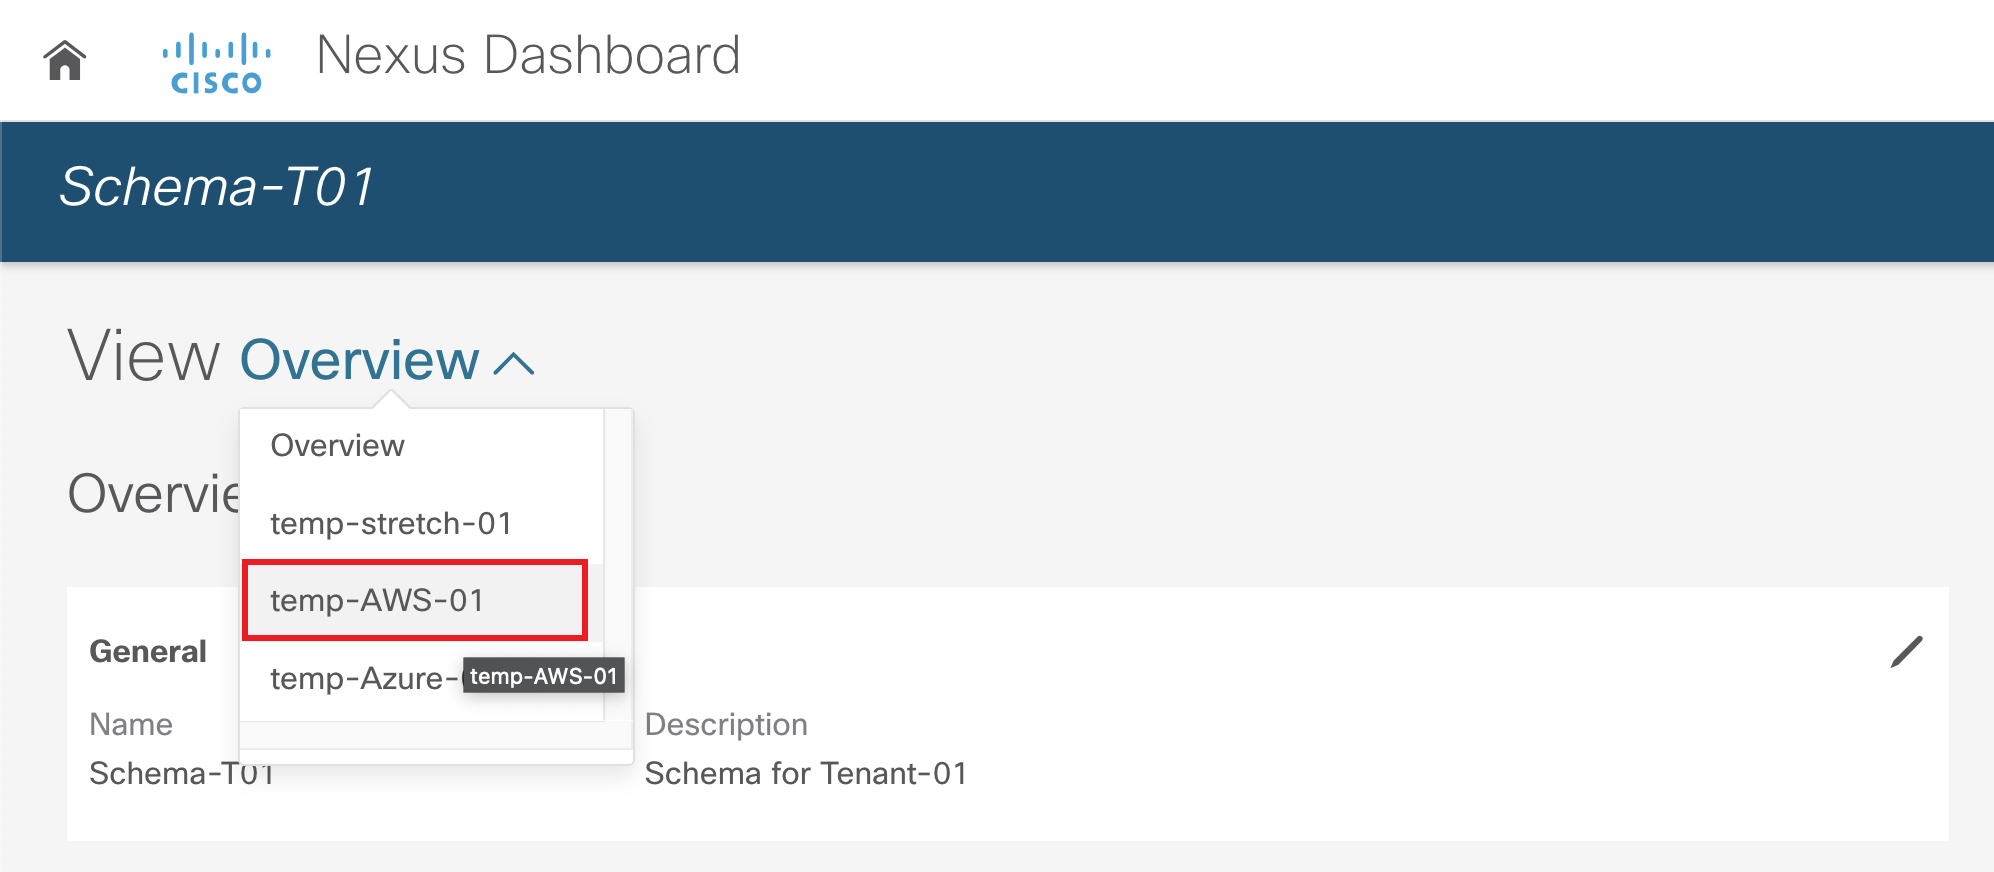 CISCO
Nexus Dashboard
Schema-T01
View Overview
Overview
Overvie
temp-stretch-01
temp-AWS-01
General
temp-Azure-
temp-AWS-01
Name
Description
Schema-T01
Schema for Tenant-01